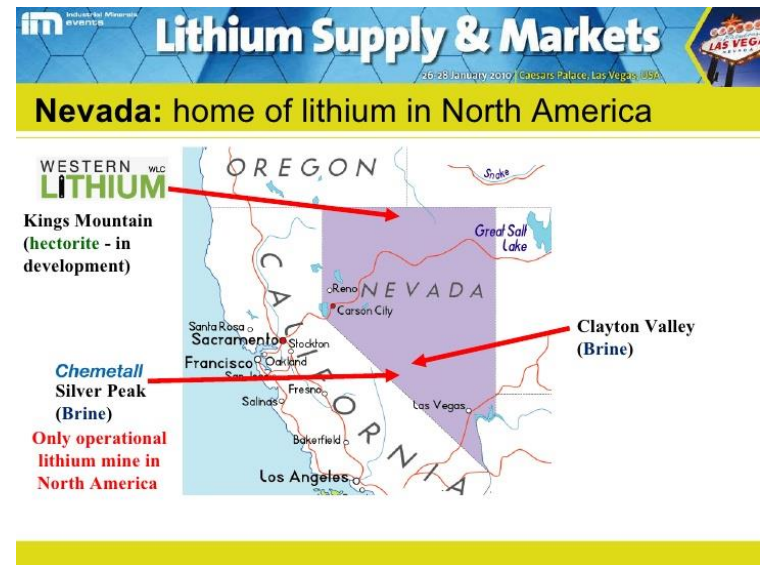 im Industrial Minerals
events
Lithium Supply & Markets
26-28 January 2010 | Caesars Palace, Las Vegas, USA
LAS VEGA
Nevada: home of lithium in North America
WESTERN WLC
LiTHIUM
Kings Mountain
(hectorite - in
development)
OREGON
Snake
Great Salt
Lake
NEVADA
Reno
Carson City
CALIFORNIA
Santa Rosa
Sacramento
Stockton
Francisco
Oakland
Fresno
Salinas
Las Vegas
Bakerfield
Los Angeles
Clayton Valley
(Brine)
Chemetall
Silver Peak
(Brine)
Only operational
lithium mine in
North America